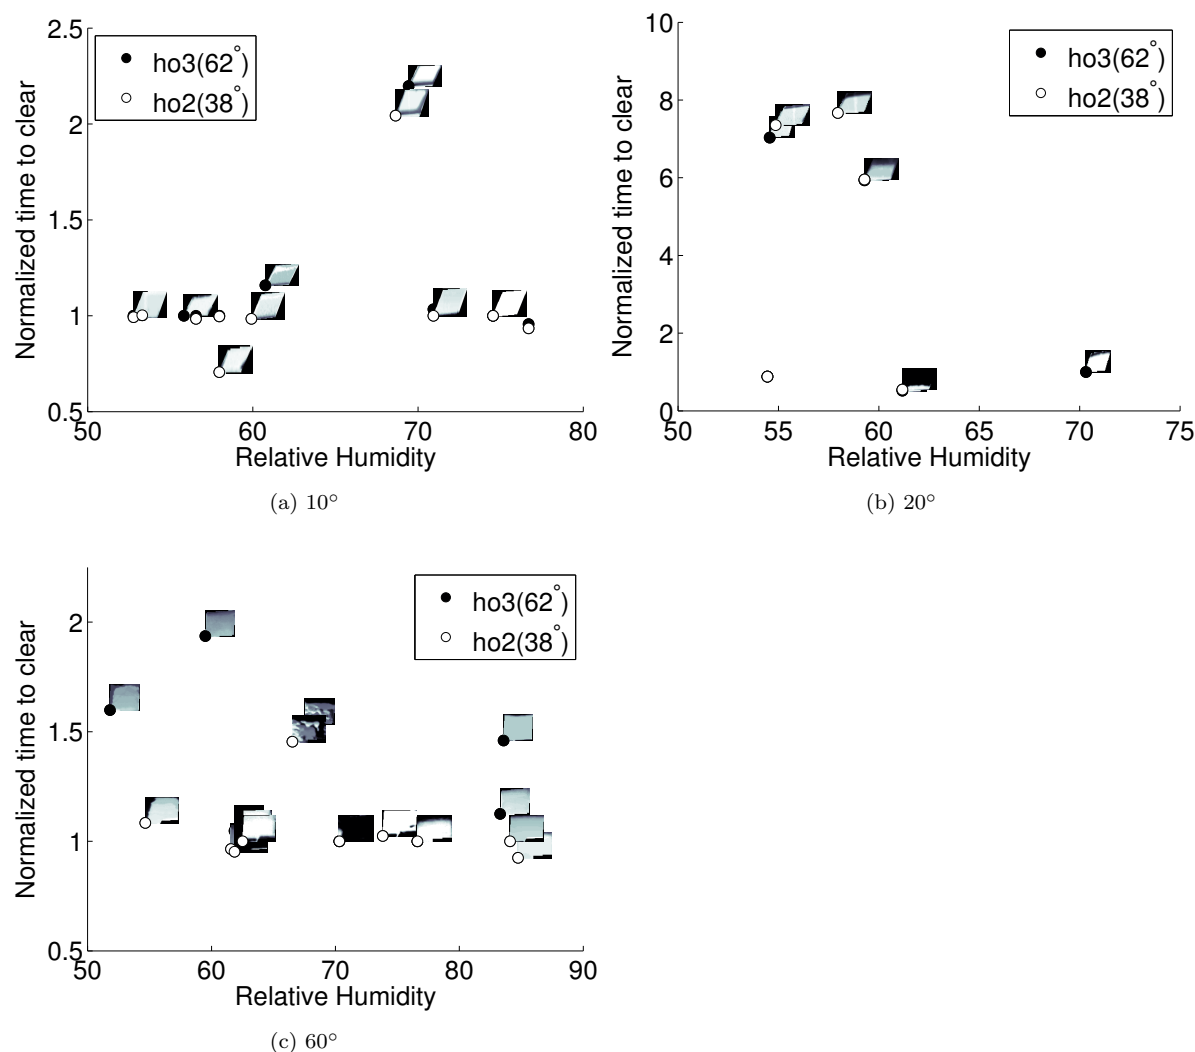 2.5
2
1.5
1
0.5
50
60
70
80
Normalized time to clear
Relative Humidity
ho3(62°)
ho2(38°)
(a) 10°
10
8
6
4
2
0
50
55
60
65
70
75
Normalized time to clear
Relative Humidity
ho3(62°)
ho2(38°)
(b) 20°
2
1.5
1
0.5
50
60
70
80
90
Normalized time to clear
Relative Humidity
ho3(62°)
ho2(38°)
(c) 60°